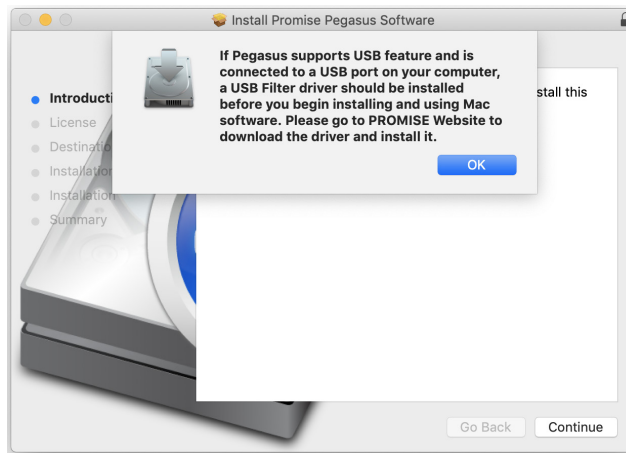 Install Promise Pegasus Software
If Pegasus supports USB feature and is
connected to a USB port on your computer,
a USB Filter driver should be installed
before you begin installing and using Mac
software. Please go to PROMISE Website to
download the driver and install it.
OK
stall this
Introducti
License
Destinatio
Installation
Installation
Summary
Go Back
Continue